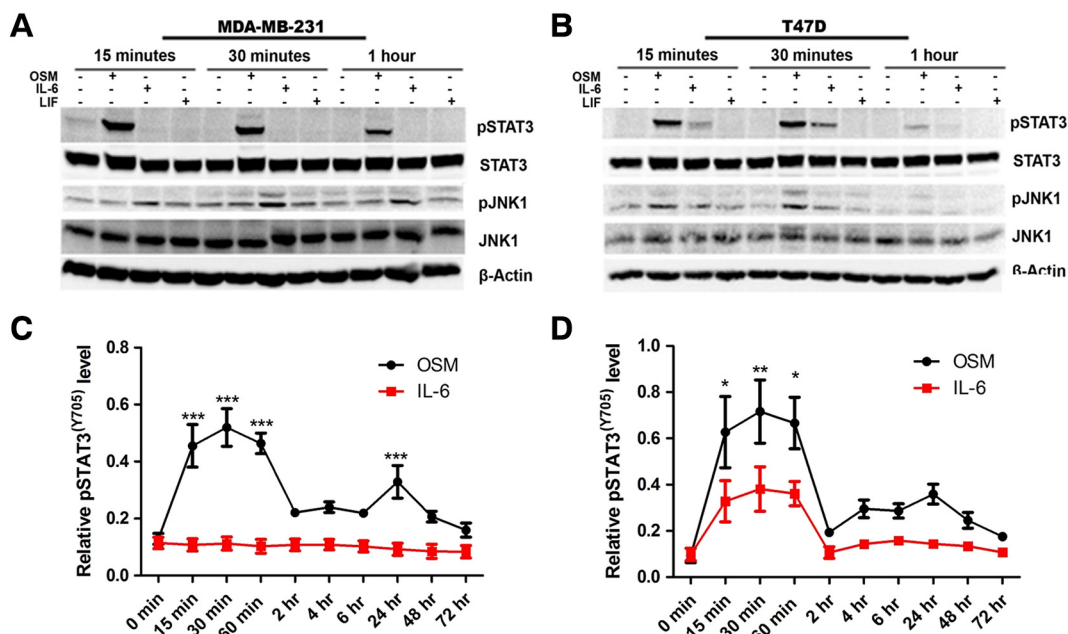 A
MDA-MB-231
15 minutes 30 minutes 1 hour
OSM - + - - - + - - - + - -
IL-6 - - + - - - + - - - + -
LIF - - - + - - - + - - - +
pSTAT3
STAT3
pJNK1
JNK1
β-Actin
B
T47D
15 minutes 30 minutes 1 hour
OSM - + - - - + - - - + - -
IL-6 - - + - - - + - - - + -
LIF - - - + - - - + - - - +
pSTAT3
STAT3
pJNK1
JNK1
β-Actin
C
Relative pSTAT3(Y705) level
0.8
0.6
0.4
0.2
0.0
*** *** *** ***
OSM
IL-6
0 min 15 min 30 min 60 min 2 hr 4 hr 6 hr 24 hr 48 hr 72 hr
D
Relative pSTAT3(Y705) level
1.0
0.8
0.6
0.4
0.2
0.0
* ** *
OSM
IL-6
0 min 15 min 30 min 60 min 2 hr 4 hr 6 hr 24 hr 48 hr 72 hr